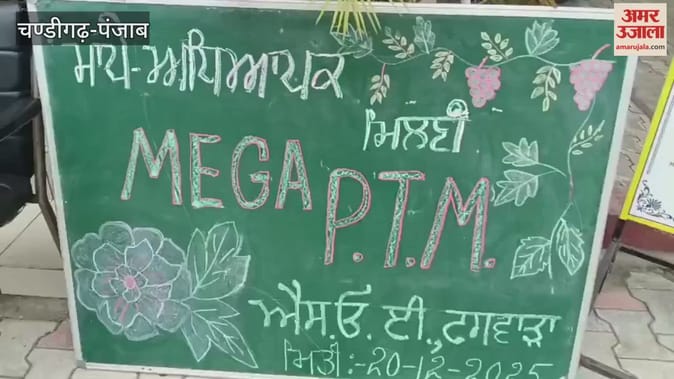 चण्डीगढ़-पंजाब
अमर उजाला
amarujala.com
ਮਾਪੇ-ਅਧਿਆਪਕ
ਮਿਲਣੀ
MEGA
P.T.M.
ਐਸ.ਓ. ਈ., ਫਗਵਾੜਾ
ਮਿਤੀ:-20-12-2025